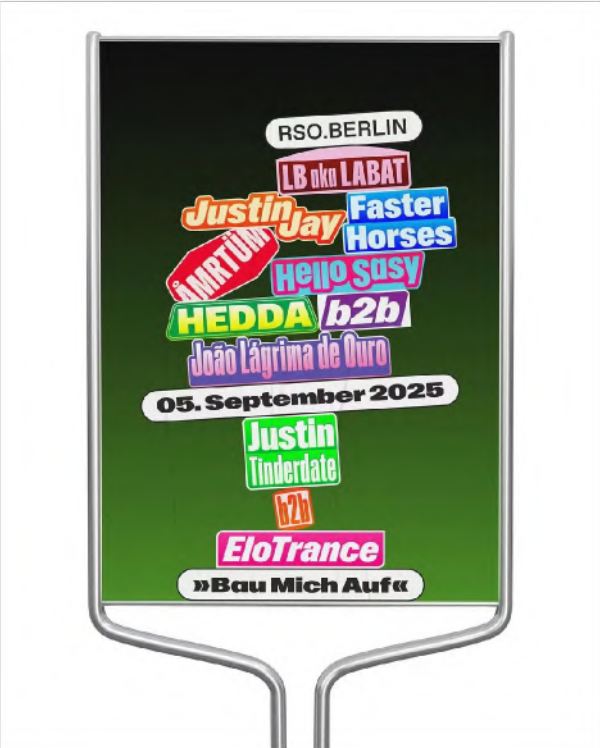 RSO.BERLIN
LB aka LABAT
Justin Jay
Faster Horses
ÅMRTÜM
Hello Sasy
HEDDA b2b
João Lágrima de Ouro
05. September 2025
Justin
Tinderdate
b2b
EloTrance
»Bau Mich Auf«